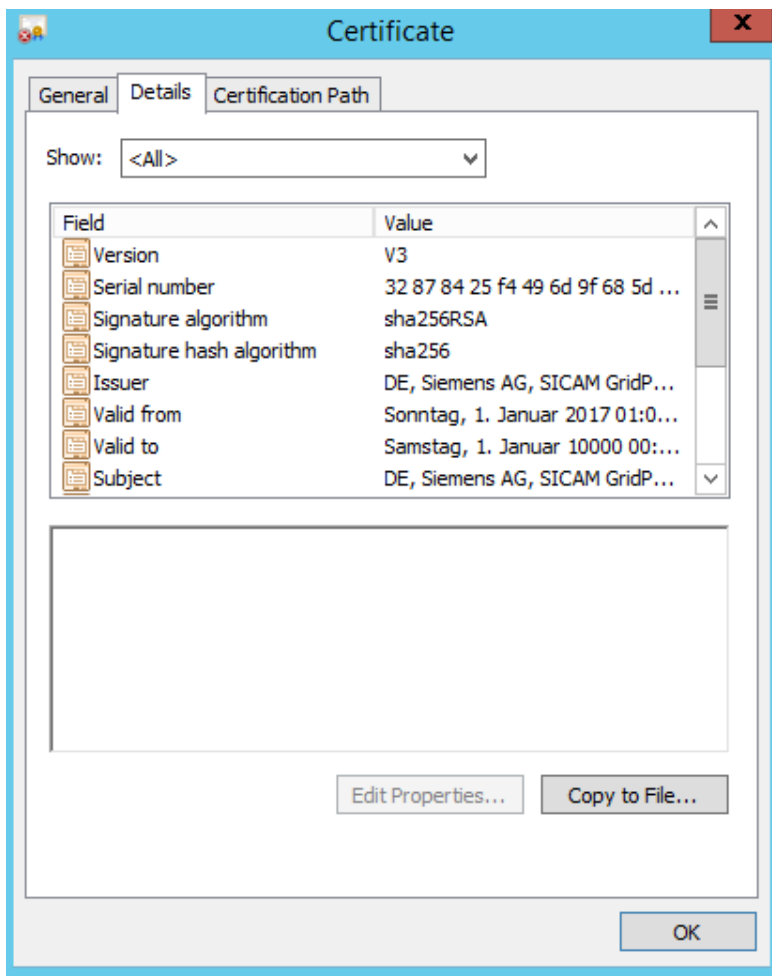 Certificate
x
General Details Certification Path
Show: <All>
Field Value
Version V3
Serial number 32 87 84 25 f4 49 6d 9f 68 5d ...
Signature algorithm sha256RSA
Signature hash algorithm sha256
Issuer DE, Siemens AG, SICAM GridP...
Valid from Sonntag, 1. Januar 2017 01:0...
Valid to Samstag, 1. Januar 10000 00:...
Subject DE, Siemens AG, SICAM GridP...
Edit Properties... Copy to File...
OK